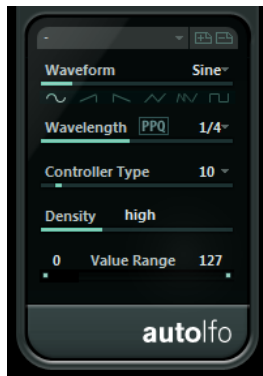 -
Waveform Sine
Wavelength PPQ 1/4
Controller Type 10
Density high
0 Value Range 127
autolfo